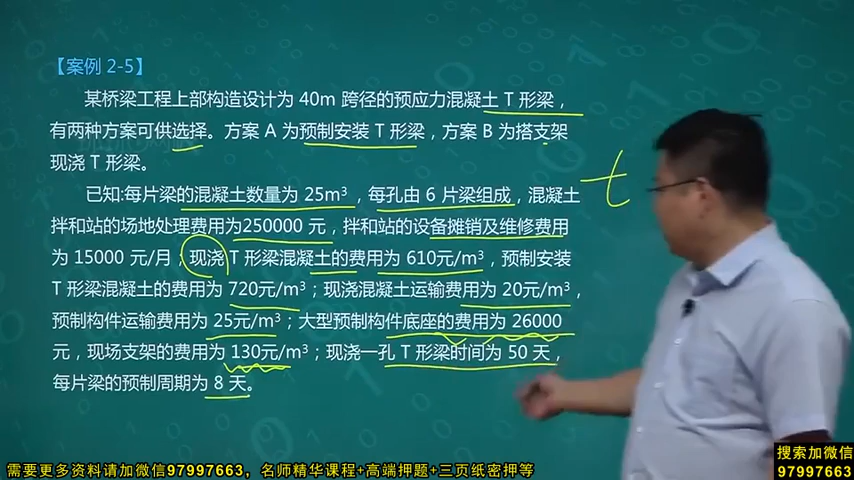 【案例 2-5】
某桥梁工程上部构造设计为 40m 跨径的预应力混凝土 T 形梁，
有两种方案可供选择。方案 A 为预制安装 T 形梁，方案 B 为搭支架
现浇 T 形梁。
已知:每片梁的混凝土数量为 25m³，每孔由 6 片梁组成，混凝土
拌和站的场地处理费用为250000 元，拌和站的设备摊销及维修费用
为 15000 元/月；现浇 T 形梁混凝土的费用为 610元/m³，预制安装
T 形梁混凝土的费用为 720元/m³；现浇混凝土运输费用为 20元/m³，
预制构件运输费用为 25元/m³；大型预制构件底座的费用为 26000
元，现场支架的费用为 130元/m³；现浇一孔 T 形梁时间为 50 天，
每片梁的预制周期为 8 天。
t
搜索加微信
97997663
需要更多资料请加微信97997663，名师精华课程+高端押题+三页纸密押等